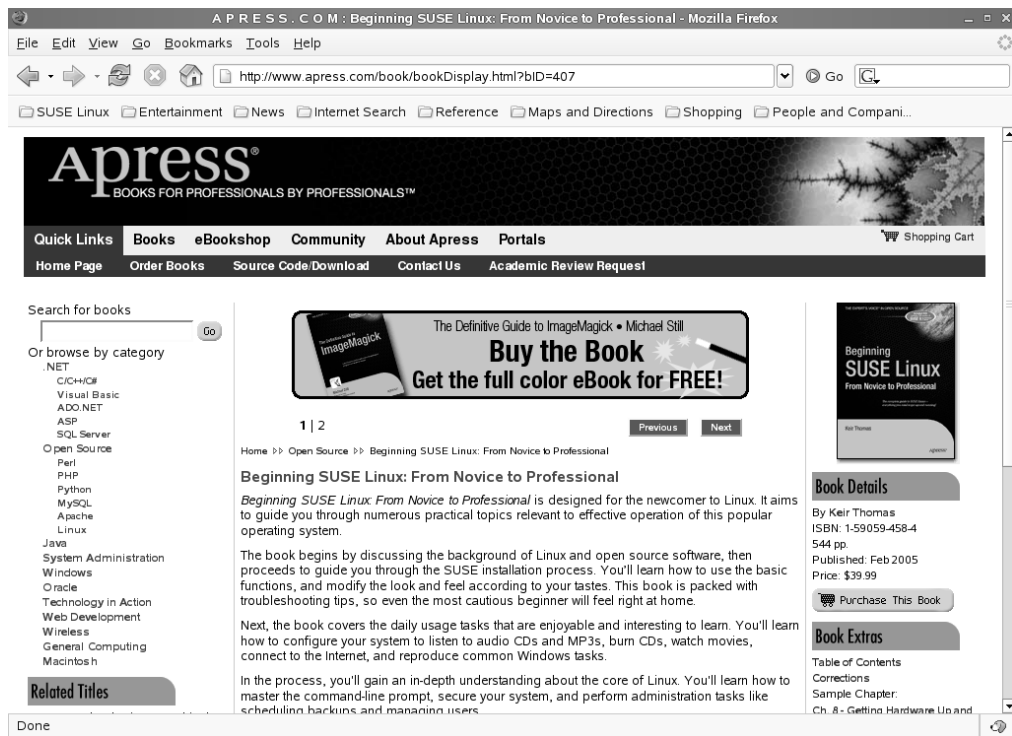 A P R E S S . C O M : Beginning SUSE Linux: From Novice to Professional - Mozilla Firefox
File Edit View Go Bookmarks Tools Help
http://www.apress.com/book/bookDisplay.html?bID=407
Go
G
SUSE Linux Entertainment News Internet Search Reference Maps and Directions Shopping People and Compani...
Apress®
BOOKS FOR PROFESSIONALS BY PROFESSIONALS™
Quick Links Books eBookshop Community About Apress Portals Shopping Cart
Home Page Order Books Source Code/Download Contact Us Academic Review Request
Search for books
Go
Or browse by category
.NET
C/C++/C#
Visual Basic
ADO.NET
ASP
SQL Server
Open Source
Perl
PHP
Python
MySQL
Apache
Linux
Java
System Administration
Windows
Oracle
Technology in Action
Web Development
Wireless
General Computing
Macintosh
Related Titles
ImageMagick
The Definitive Guide to ImageMagick • Michael Still
Buy the Book
Get the full color eBook for FREE!
1 | 2
Previous Next
Home Open Source Beginning SUSE Linux: From Novice to Professional
Beginning SUSE Linux: From Novice to Professional
Beginning SUSE Linux: From Novice to Professional is designed for the newcomer to Linux. It aims
to guide you through numerous practical topics relevant to effective operation of this popular
operating system.
The book begins by discussing the background of Linux and open source software, then
proceeds to guide you through the SUSE installation process. You'll learn how to use the basic
functions, and modify the look and feel according to your tastes. This book is packed with
troubleshooting tips, so even the most cautious beginner will feel right at home.
Next, the book covers the daily usage tasks that are enjoyable and interesting to learn. You'll learn
how to configure your system to listen to audio CDs and MP3s, burn CDs, watch movies,
connect to the Internet, and reproduce common Windows tasks.
In the process, you'll gain an in-depth understanding about the core of Linux. You'll learn how to
master the command-line prompt, secure your system, and perform administration tasks like
scheduling backups and managing users.
Beginning
SUSE Linux
From Novice to Professional
Keir Thomas
Apress
Book Details
By Keir Thomas
ISBN: 1-59059-458-4
544 pp.
Published: Feb 2005
Price: $39.99
Purchase This Book
Book Extras
Table of Contents
Corrections
Sample Chapter:
Ch. 8 - Getting Hardware Up and
Done